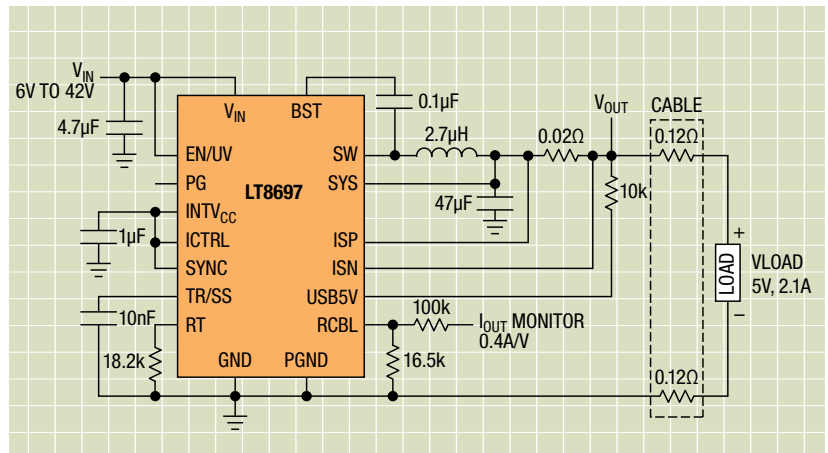 VIN
6V TO 42V
4.7µF
VIN
BST
0.1µF
VOUT
CABLE
2.7µH
0.02Ω
0.12Ω
EN/UV
SW
PG
LT8697
SYS
10k
47µF
INTVCC
1µF
ICTRL
ISP
+
LOAD
VLOAD
5V, 2.1A
–
SYNC
ISN
TR/SS
USB5V
10nF
100k
IOUT MONITOR
0.4A/V
RT
RCBL
18.2k
16.5k
GND
PGND
0.12Ω